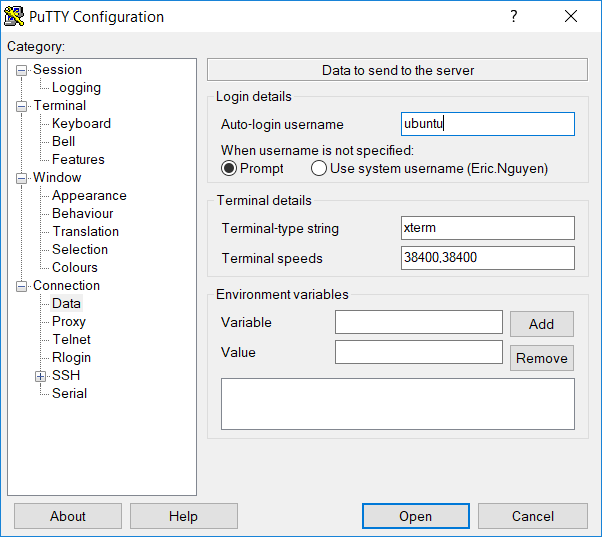 PuTTY Configuration
?
Category:
Session
Logging
Terminal
Keyboard
Bell
Features
Window
Appearance
Behaviour
Translation
Selection
Colours
Connection
Data
Proxy
Telnet
Rlogin
SSH
Serial
Data to send to the server
Login details
Auto-login username ubuntu
When username is not specified:
Prompt Use system username (Eric.Nguyen)
Terminal details
Terminal-type string xterm
Terminal speeds 38400,38400
Environment variables
Variable Add
Value Remove
About Help Open Cancel